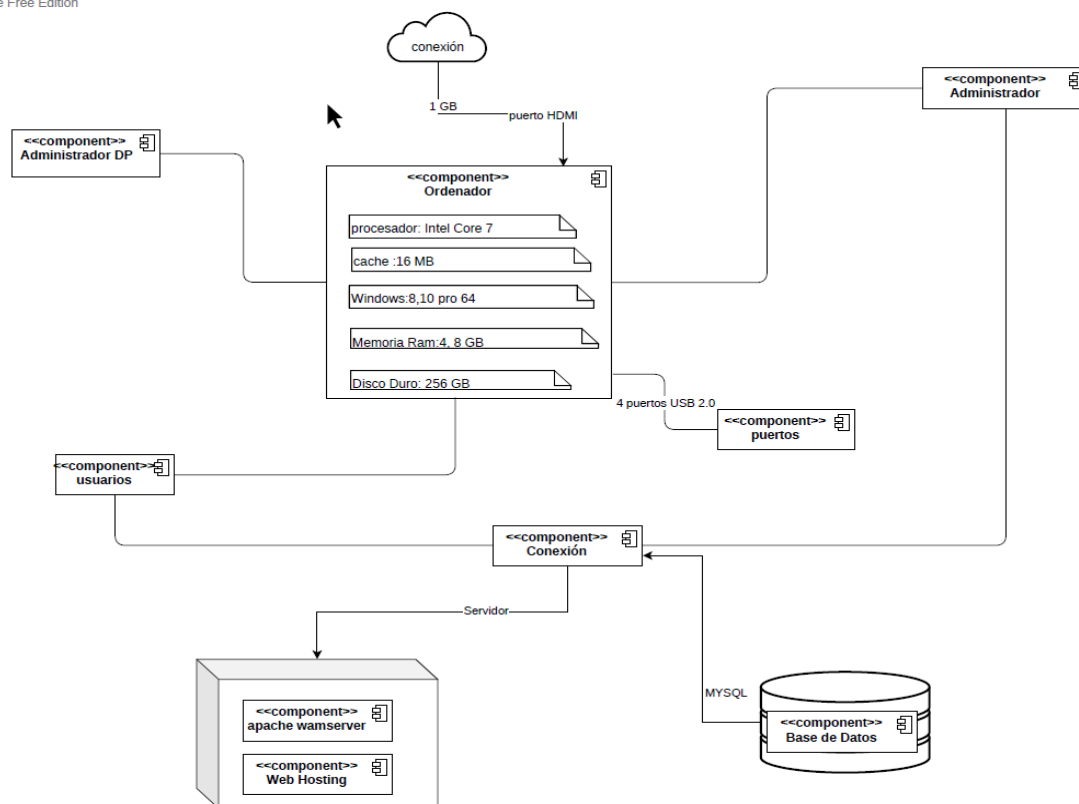 Free Edition
conexión
1 GB
puerto HDMI
<<component>>
Administrador
<<component>>
Administrador DP
<<component>>
Ordenador
procesador: Intel Core 7
cache :16 MB
Windows:8,10 pro 64
Memoria Ram:4, 8 GB
Disco Duro: 256 GB
4 puertos USB 2.0
<<component>>
puertos
<<component>>
usuarios
<<component>>
Conexión
Servidor
MYSQL
<<component>>
apache wamserver
<<component>>
Web Hosting
<<component>>
Base de Datos